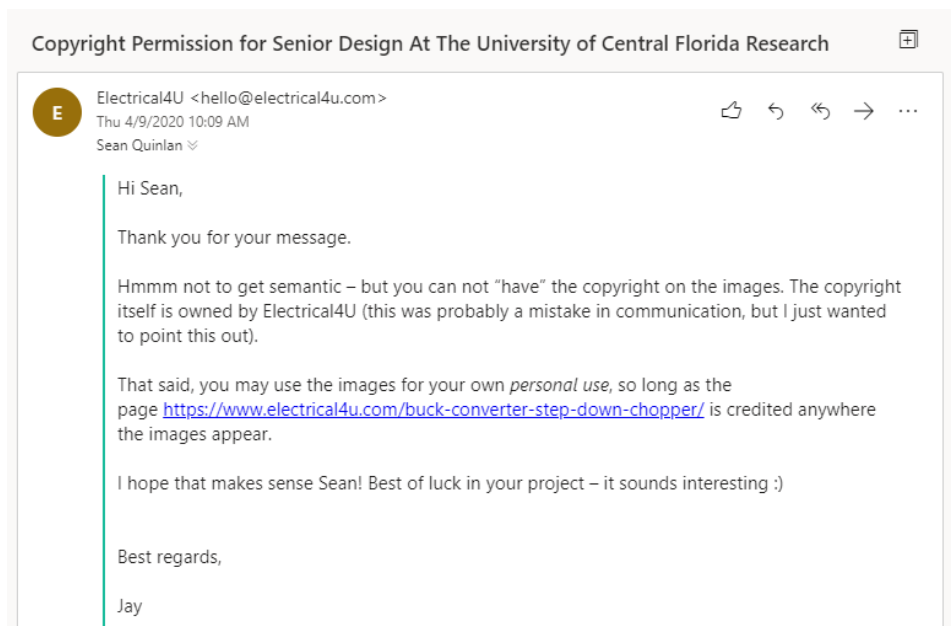 Copyright Permission for Senior Design At The University of Central Florida Research
E
Electrical4U <hello@electrical4u.com>
Thu 4/9/2020 10:09 AM
Sean Quinlan
Hi Sean,
Thank you for your message.
Hmmm not to get semantic – but you can not “have” the copyright on the images. The copyright
itself is owned by Electrical4U (this was probably a mistake in communication, but I just wanted
to point this out).
That said, you may use the images for your own personal use, so long as the
page https://www.electrical4u.com/buck-converter-step-down-chopper/ is credited anywhere
the images appear.
I hope that makes sense Sean! Best of luck in your project – it sounds interesting :)
Best regards,
Jay